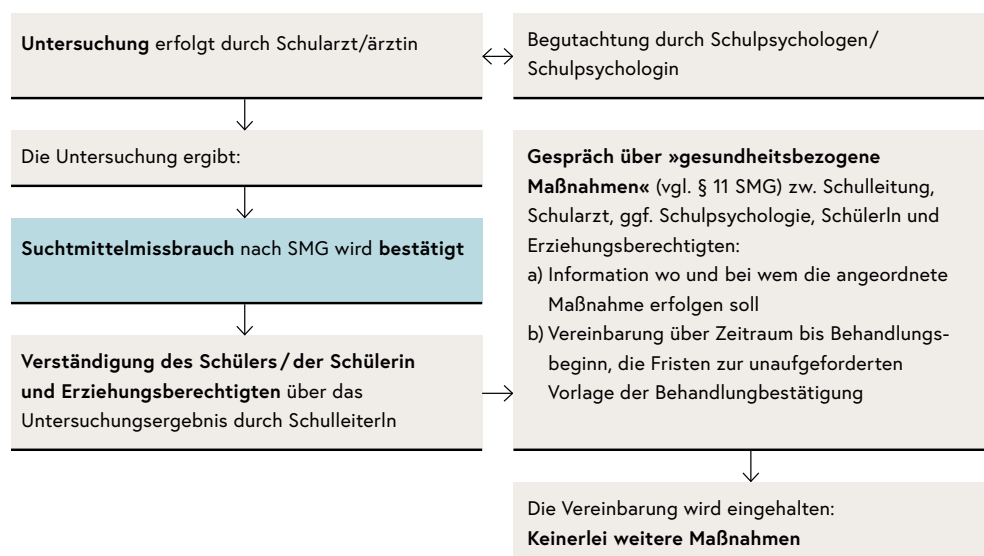 Untersuchung erfolgt durch Schularzt/ärztin
Begutachtung durch Schulpsychologen/
Schulpsychologin
Die Untersuchung ergibt:
Suchtmittelmissbrauch nach SMG wird bestätigt
Verständigung des Schülers/der Schülerin
und Erziehungsberechtigten über das
Untersuchungsergebnis durch SchulleiterIn
Gespräch über »gesundheitsbezogene
Maßnahmen« (vgl. § 11 SMG) zw. Schulleitung,
Schularzt, ggf. Schulpsychologie, SchülerIn und
Erziehungsberechtigten:
a) Information wo und bei wem die angeordnete
Maßnahme erfolgen soll
b) Vereinbarung über Zeitraum bis Behandlungs-
beginn, die Fristen zur unaufgeforderten
Vorlage der Behandlungbestätigung
Die Vereinbarung wird eingehalten:
Keinerlei weitere Maßnahmen